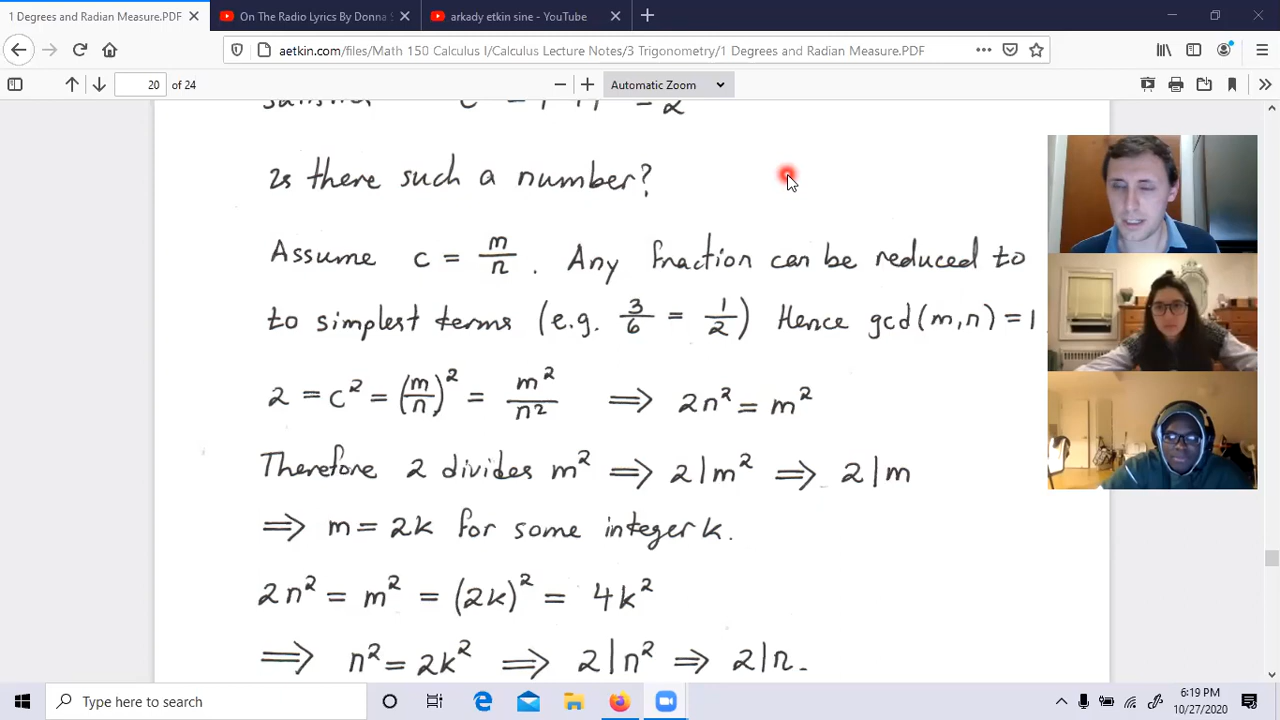 1 Degrees and Radian Measure.PDF
On The Radio Lyrics By Donna S
arkady etkin sine - YouTube
aetkin.com/files/Math 150 Calculus I/Calculus Lecture Notes/3 Trigonometry/1 Degrees and Radian Measure.PDF
20 of 24
Automatic Zoom
Is there such a number?
Assume c = m/n . Any fraction can be reduced to
to simplest terms (e.g. 3/6 = 1/2) Hence gcd(m,n) = 1
2 = c² = (m/n)² = m²/n² ⟹ 2n² = m²
Therefore 2 divides m² ⟹ 2|m² ⟹ 2|m
⟹ m = 2k for some integer k.
2n² = m² = (2k)² = 4k²
⟹ n² = 2k² ⟹ 2|n² ⟹ 2|n.
Type here to search
6:19 PM
10/27/2020